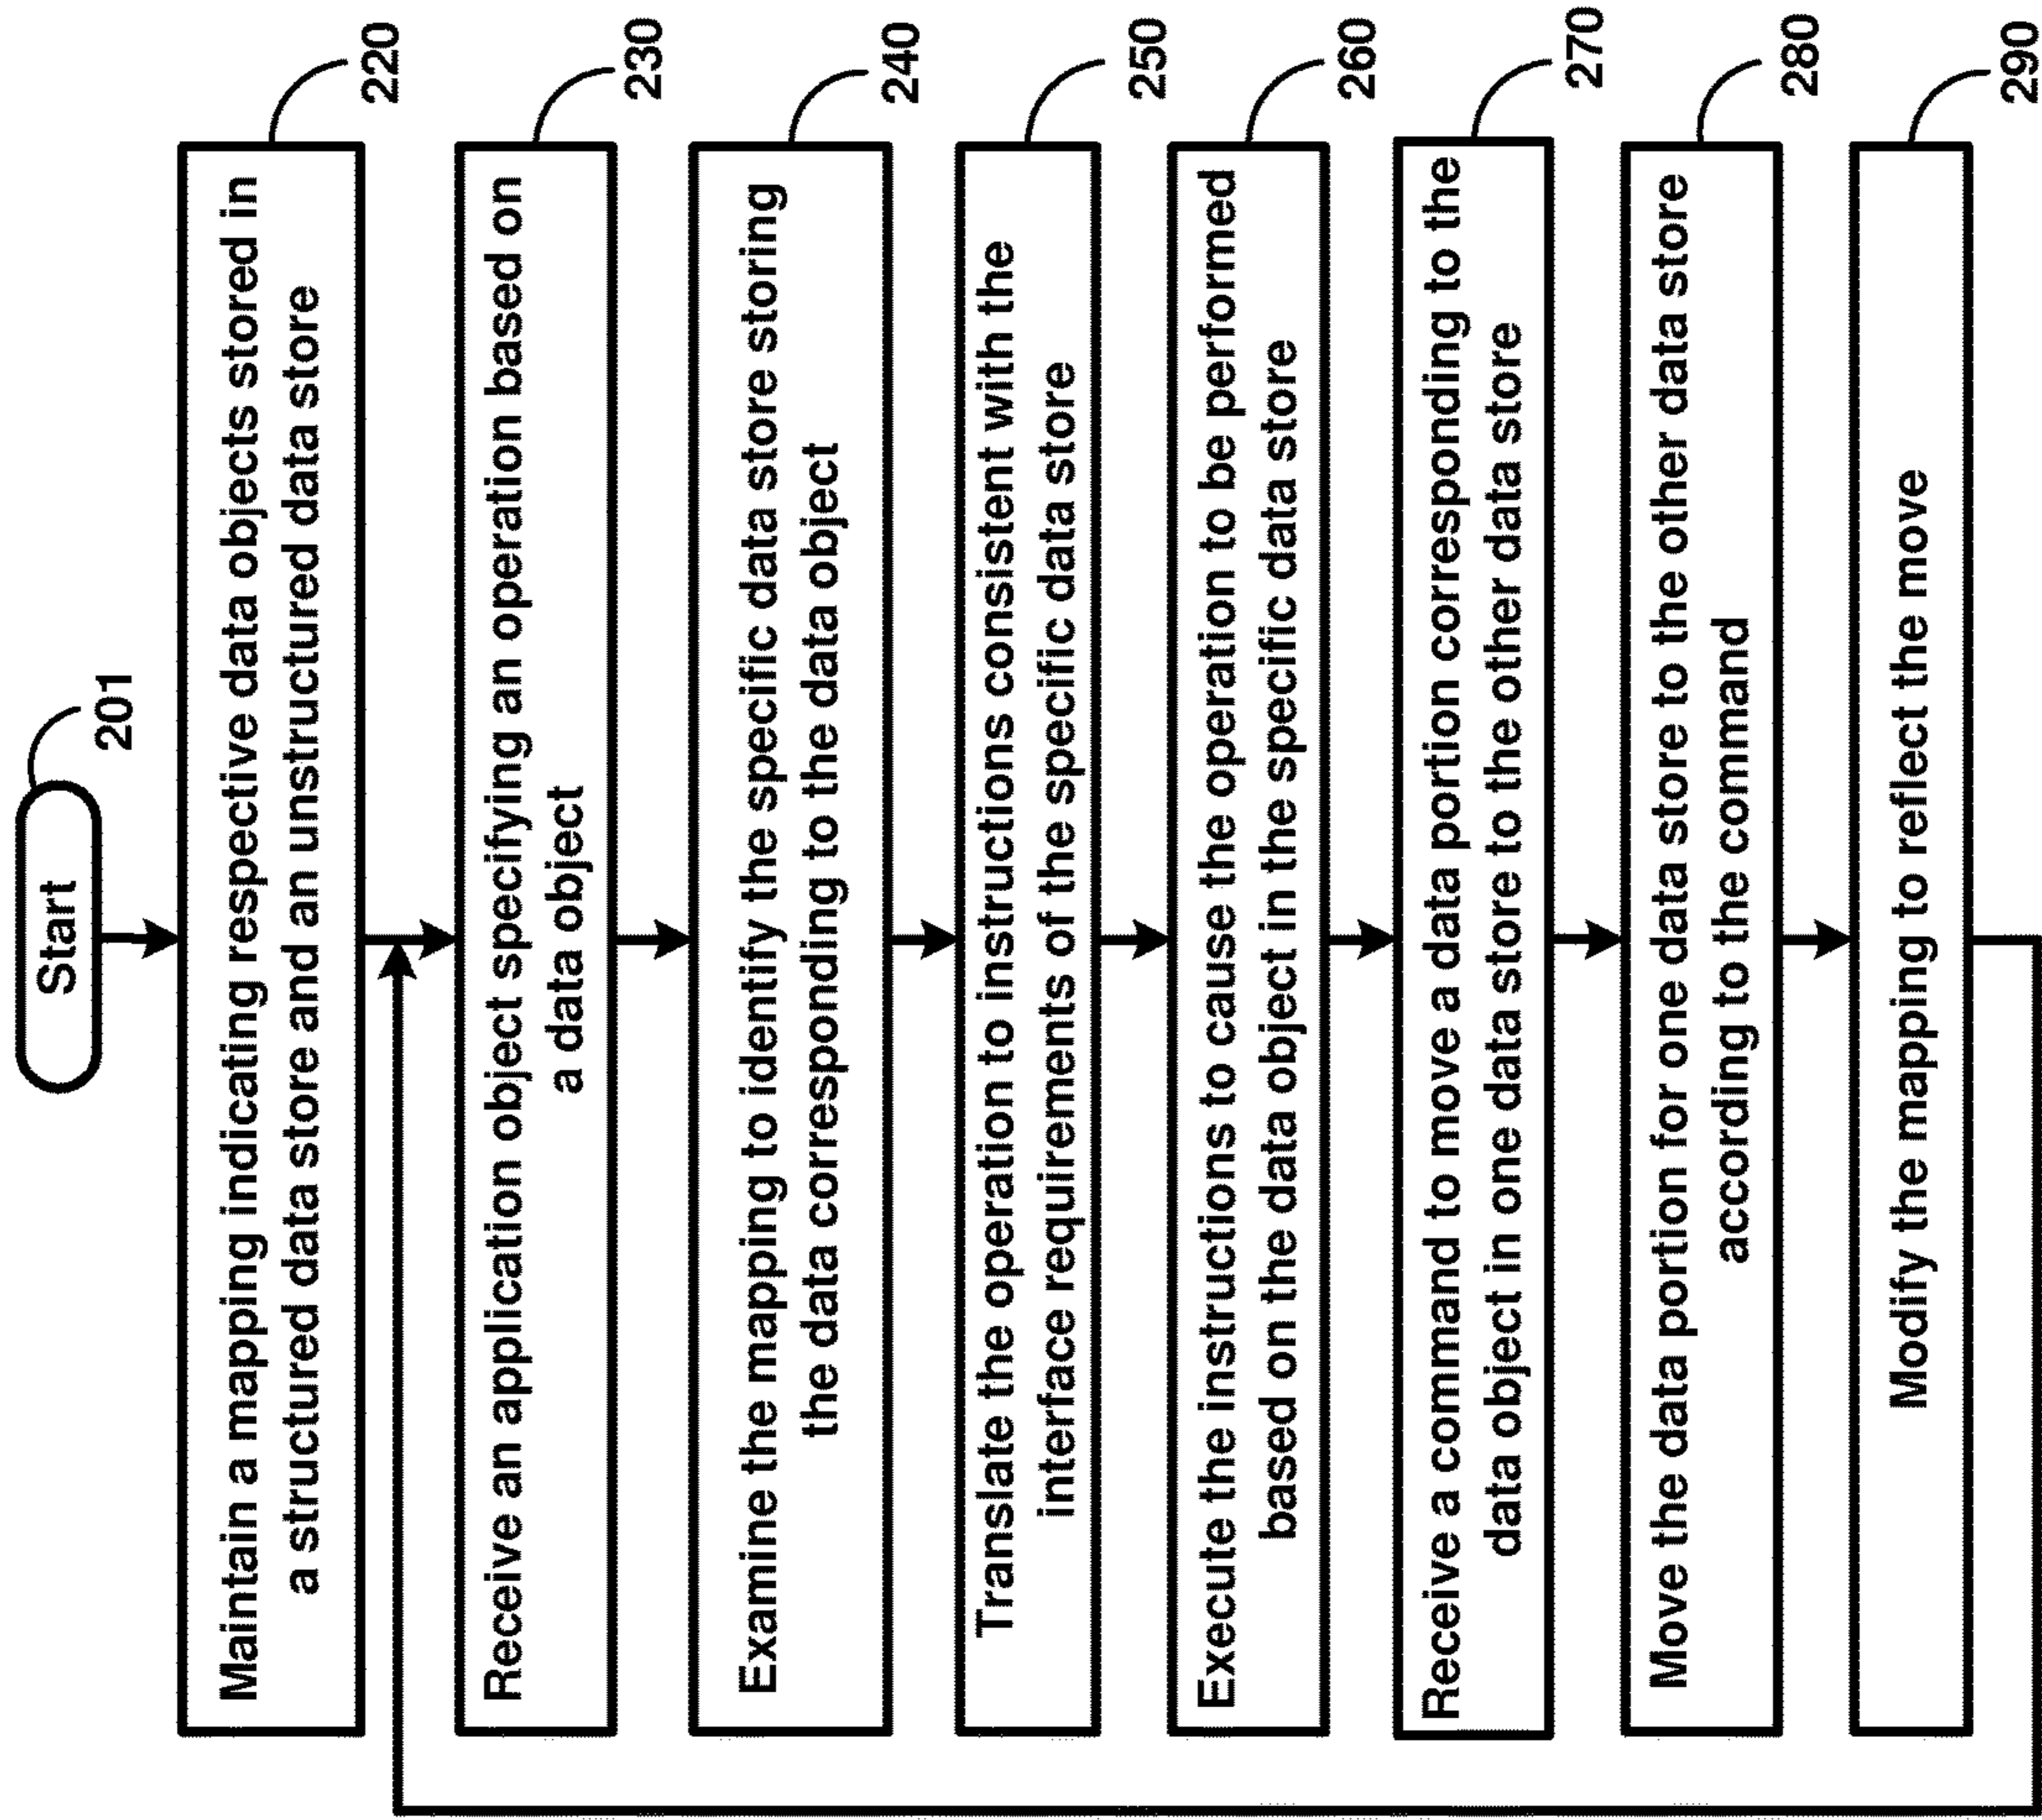 Start
201
Maintain a mapping indicating respective data objects stored in
a structured data store and an unstructured data store
220
Receive an application object specifying an operation based on
a data object
230
Examine the mapping to identify the specific data store storing
the data corresponding to the data object
240
Translate the operation to instructions consistent with the
interface requirements of the specific data store
250
Execute the instructions to cause the operation to be performed
based on the data object in the specific data store
260
Receive a command to move a data portion corresponding to the
data object in one data store to the other data store
270
Move the data portion for one data store to the other data store
according to the command
280
Modify the mapping to reflect the move
290